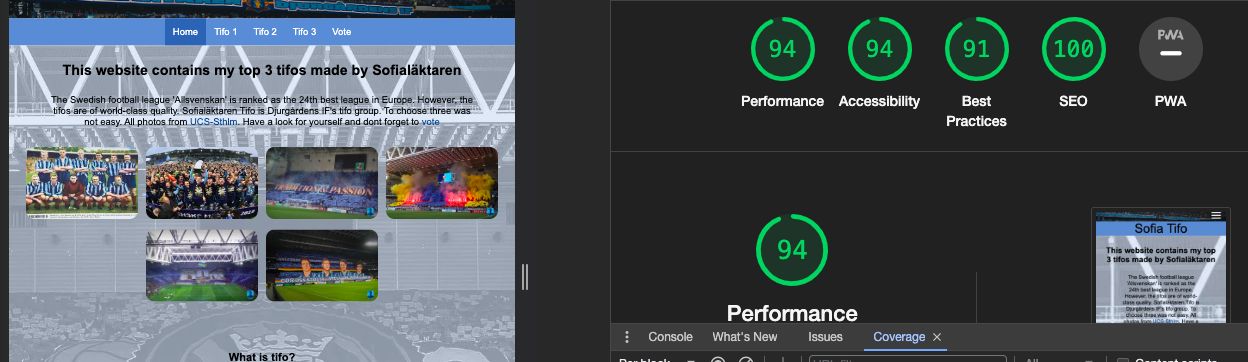 Home Tifo 1 Tifo 2 Tifo 3 Vote
This website contains my top 3 tifos made by Sofialäktaren
The Swedish football league 'Allsvenskan' is ranked as the 24th best league in Europe. However, the
tifos are of world-class quality. Sofialäktaren Tifo is Djurgårdens IF's tifo group. To choose three was
not easy. All photos from UCS-Sthlm. Have a look for yourself and dont forget to vote
TRADITION & PASSION
What is tifo?
94 94 91 100 PWA
Performance Accessibility Best
Practices SEO PWA
94
Performance
Sofia Tifo
This website contains my top
3 tifos made by Sofialäktaren
The Swedish football league
'Allsvenskan' is ranked as the
24th best league in Europe.
However, the tifos are of world-
class quality. Sofialäktaren Tifo is
Djurgårdens IF's tifo group. To
choose three was not easy. All
photos from UCS-Sthlm. Have a
Console What's New Issues Coverage